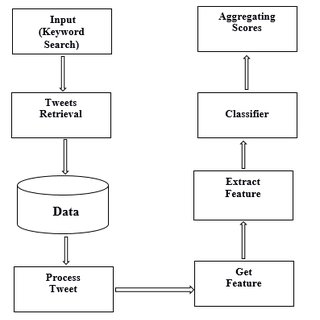 Input
(Keyword
Search)
Tweets
Retrieval
Data
Process
Tweet
Get
Feature
Extract
Feature
Classifier
Aggregating
Scores